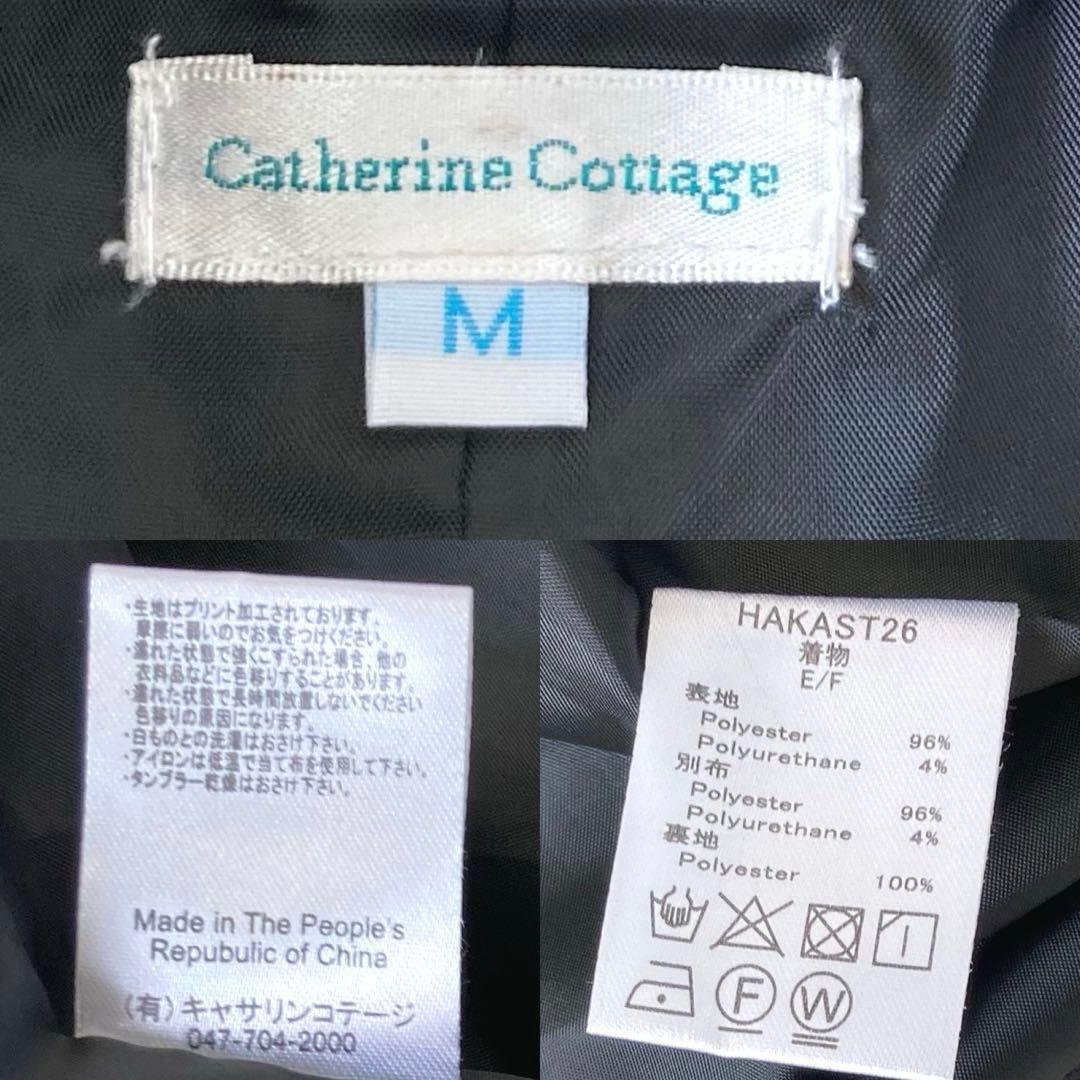 Catherine Cottage
M
・生地はプリント加工されております。
摩擦に弱いのでお気をつけください。
・濡れた状態で強くこすられた場合、他の
衣料品などに色移りすることがあります。
・濡れた状態で長時間放置しないでください
色移りの原因になります。
・白ものとの洗濯はおさけ下さい。
・アイロンは低温で当て布を使用して下さい。
・タンブラー乾燥はおさけ下さい。
Made in The People's
Repubulic of China
(有)キャサリンコテージ
047-704-2000
HAKAST26
着物
E/F
表地
Polyester 96%
Polyurethane 4%
別布
Polyester 96%
Polyurethane 4%
裏地
Polyester 100%
F
W